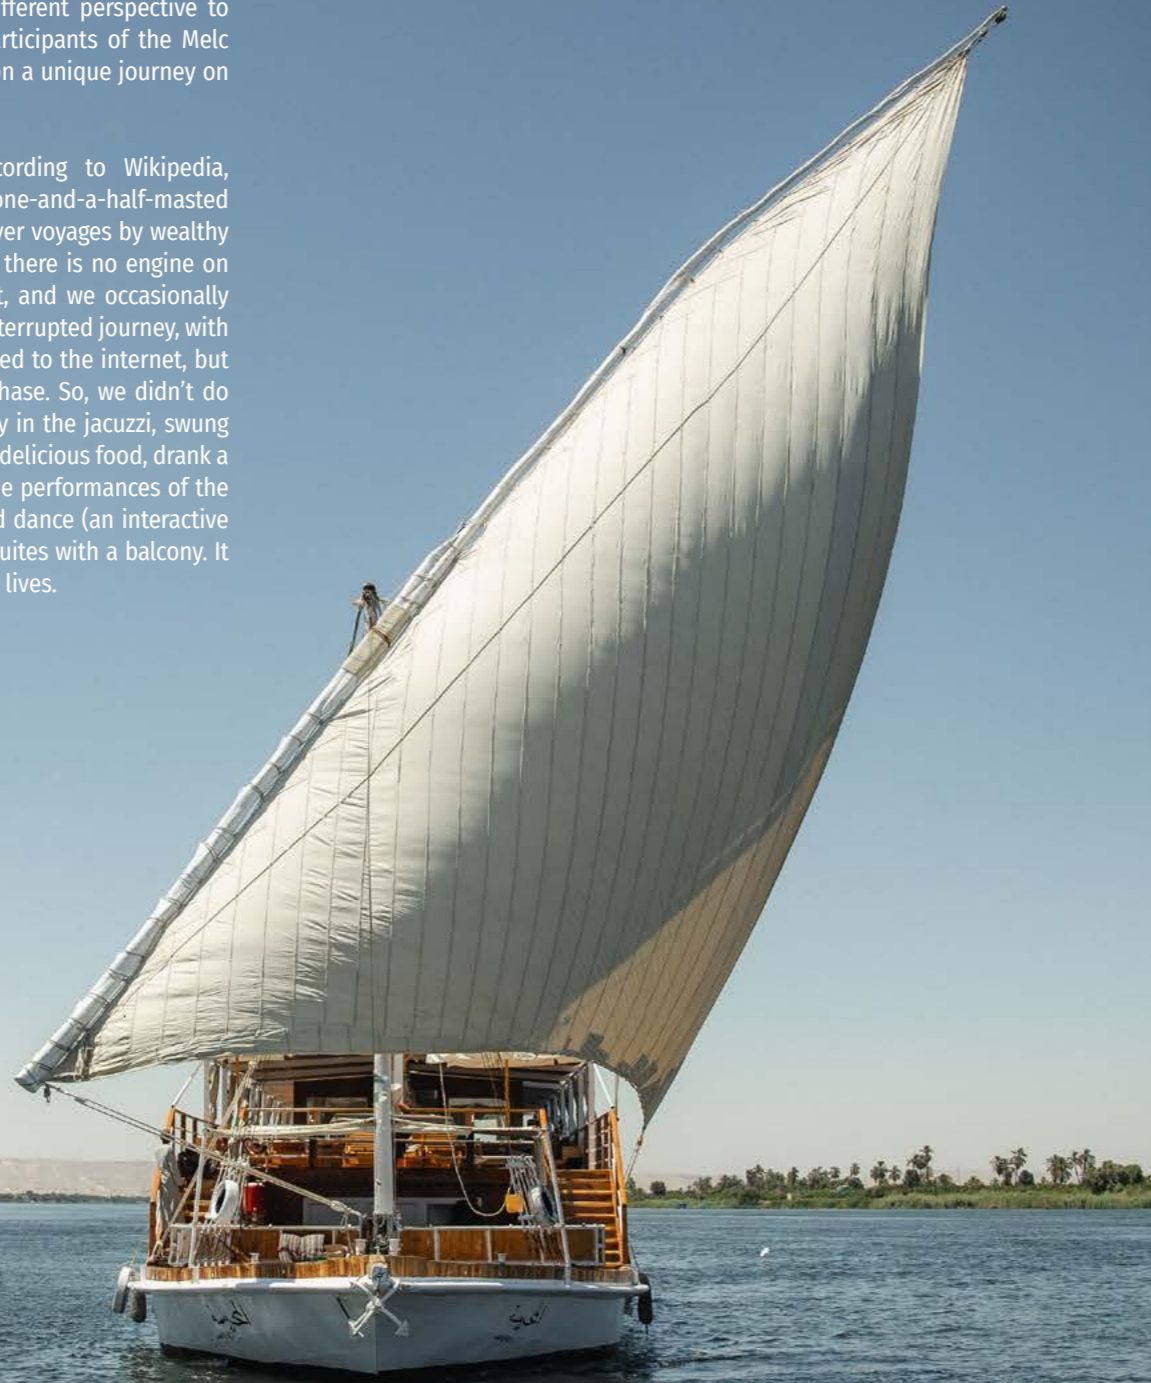 fferent perspective to
rticipants of the Melc
on a unique journey on
cording to Wikipedia,
one-and-a-half-masted
ver voyages by wealthy
there is no engine on
t, and we occasionally
terrupted journey, with
ed to the internet, but
hase. So, we didn’t do
y in the jacuzzi, swung
delicious food, drank a
e performances of the
d dance (an interactive
uites with a balcony. It
lives.